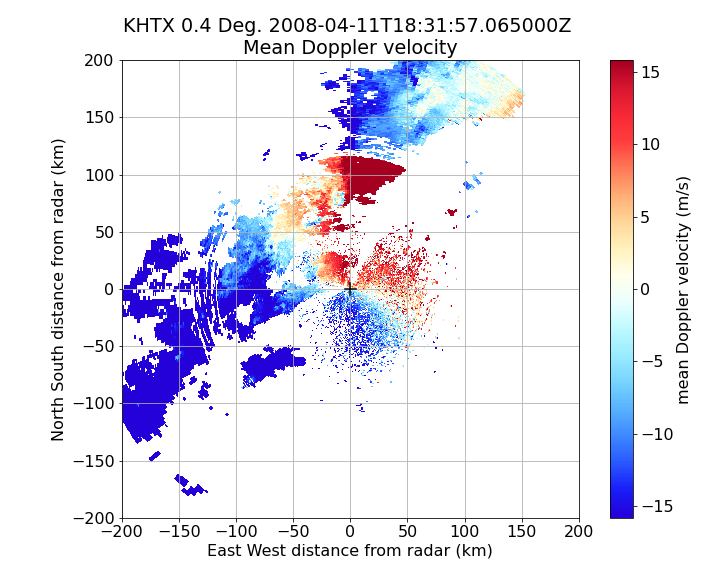 KHTX 0.4 Deg. 2008-04-11T18:31:57.065000Z
Mean Doppler velocity
200
150
100
50
0
−50
−100
−150
−200
North South distance from radar (km)
−200 −150 −100 −50 0 50 100 150 200
East West distance from radar (km)
15
10
5
0
−5
−10
−15
mean Doppler velocity (m/s)